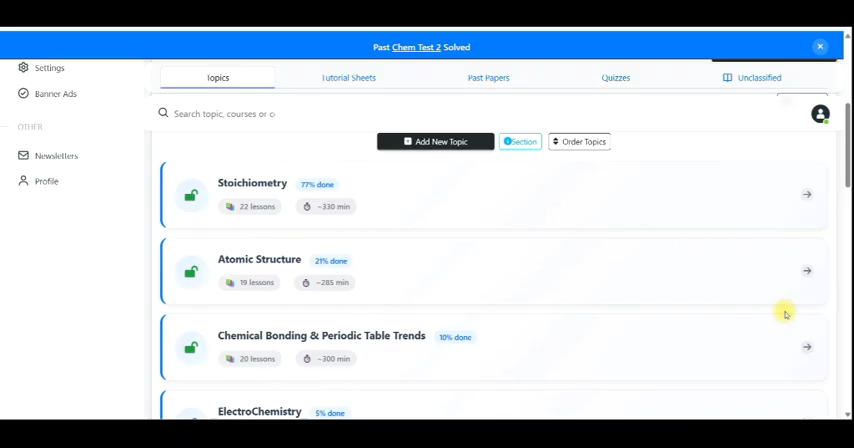 Past Chem Test 2 Solved
Settings
Topics
Tutorial Sheets
Past Papers
Quizzes
Unclassified
Banner Ads
Search topic, courses or c
OTHER
Add New Topic
Section
Order Topics
Newsletters
Profile
Stoichiometry
77% done
22 lessons
~330 min
Atomic Structure
21% done
19 lessons
~285 min
Chemical Bonding & Periodic Table Trends
10% done
20 lessons
~300 min
ElectroChemistry
5% done